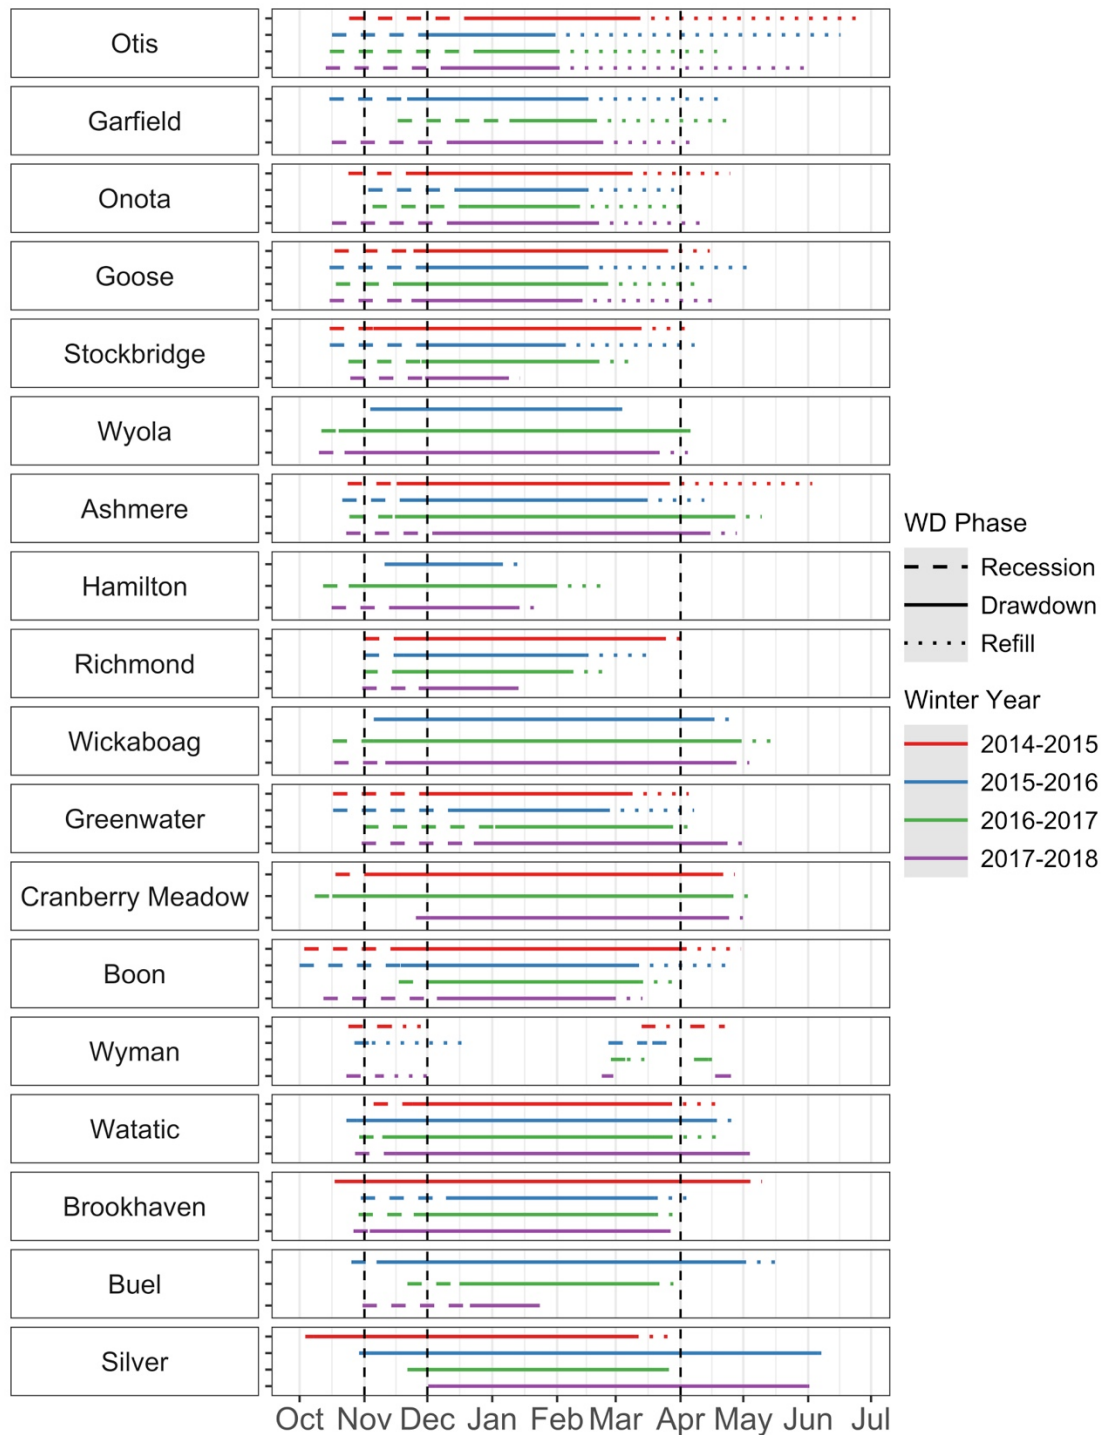 Otis
Garfield
Onota
Goose
Stockbridge
Wyola
Ashmere
Hamilton
Richmond
Wickaboag
Greenwater
Cranberry Meadow
Boon
Wyman
Watatic
Brookhaven
Buel
Silver
Oct Nov Dec Jan Feb Mar Apr May Jun Jul
WD Phase
Recession
Drawdown
Refill
Winter Year
2014-2015
2015-2016
2016-2017
2017-2018